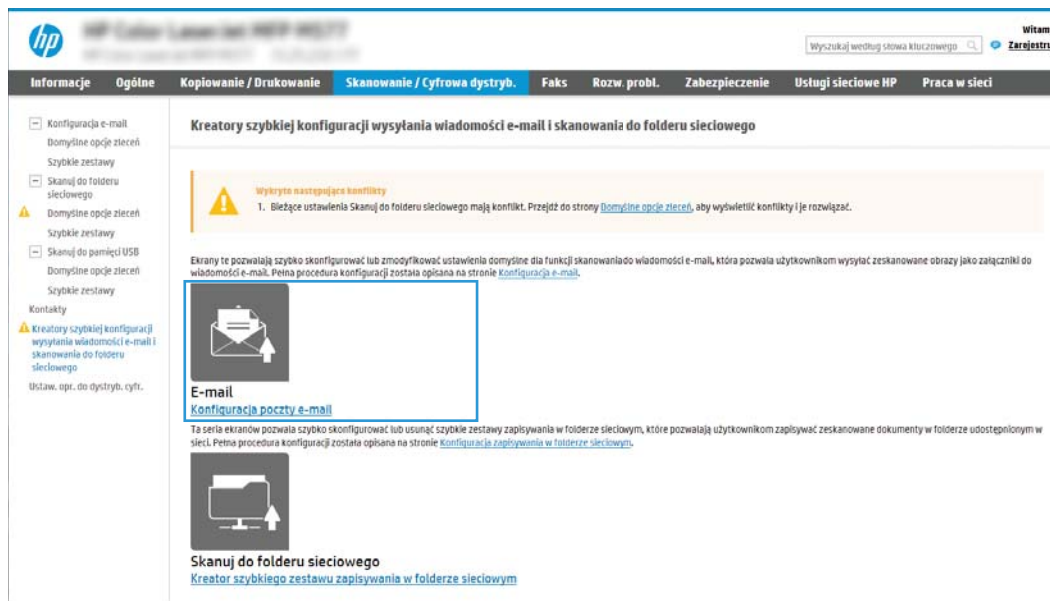 hp
Witam
Wyszukaj według słowa kluczowego
Zarejestru
Informacje Ogólne Kopiowanie / Drukowanie Skanowanie / Cyfrowa dystryb. Faks Rozw. probl. Zabezpieczenie Usługi sieciowe HP Praca w sieci
Konfiguracja e-mail
Domyślne opcje zleceń
Szybkie zestawy
Skanuj do folderu
sieciowego
Domyślne opcje zleceń
Szybkie zestawy
Skanuj do pamięci USB
Domyślne opcje zleceń
Szybkie zestawy
Kontakty
Kreatory szybkiej konfiguracji
wysyłania wiadomości e-mail i
skanowania do folderu
sieciowego
Ustaw. opr. do dystryb. cyfr.
Kreatory szybkiej konfiguracji wysyłania wiadomości e-mail i skanowania do folderu sieciowego
Wykryto następujące konflikty
1. Bieżące ustawienia Skanuj do folderu sieciowego mają konflikt. Przejdź do strony Domyślne opcje zleceń, aby wyświetlić konflikty i je rozwiązać.
Ekrany te pozwalają szybko skonfigurować lub zmodyfikować ustawienia domyślne dla funkcji skanowaniado wiadomości e-mail, która pozwala użytkownikom wysyłać zeskanowane obrazy jako załączniki do
wiadomości e-mail. Pełna procedura konfiguracji została opisana na stronie Konfiguracja e-mail.
E-mail
Konfiguracja poczty e-mail
Ta seria ekranów pozwala szybko skonfigurować lub usunąć szybkie zestawy zapisywania w folderze sieciowym, które pozwalają użytkownikom zapisywać zeskanowane dokumenty w folderze udostępnionym w
sieci. Pełna procedura konfiguracji została opisana na stronie Konfiguracja zapisywania w folderze sieciowym.
Skanuj do folderu sieciowego
Kreator szybkiego zestawu zapisywania w folderze sieciowym